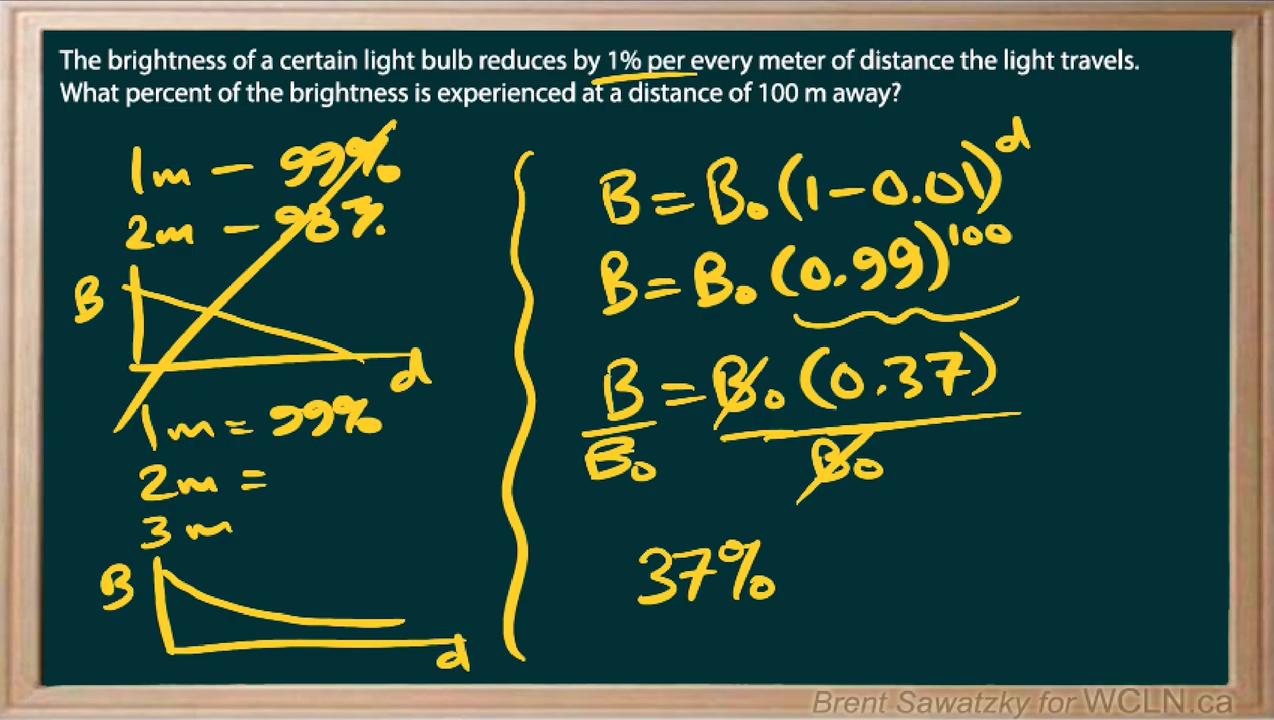 The brightness of a certain light bulb reduces by 1% per every meter of distance the light travels.
What percent of the brightness is experienced at a distance of 100 m away?
1m - 99%
2m - 98%
B
d
1m = 99%
2m =
3m
B
d
B = B₀(1-0.01)^d
B = B₀(0.99)^100
B/B₀ = B₀(0.37)/B₀
37%
Brent Sawatzky for WCLN.ca